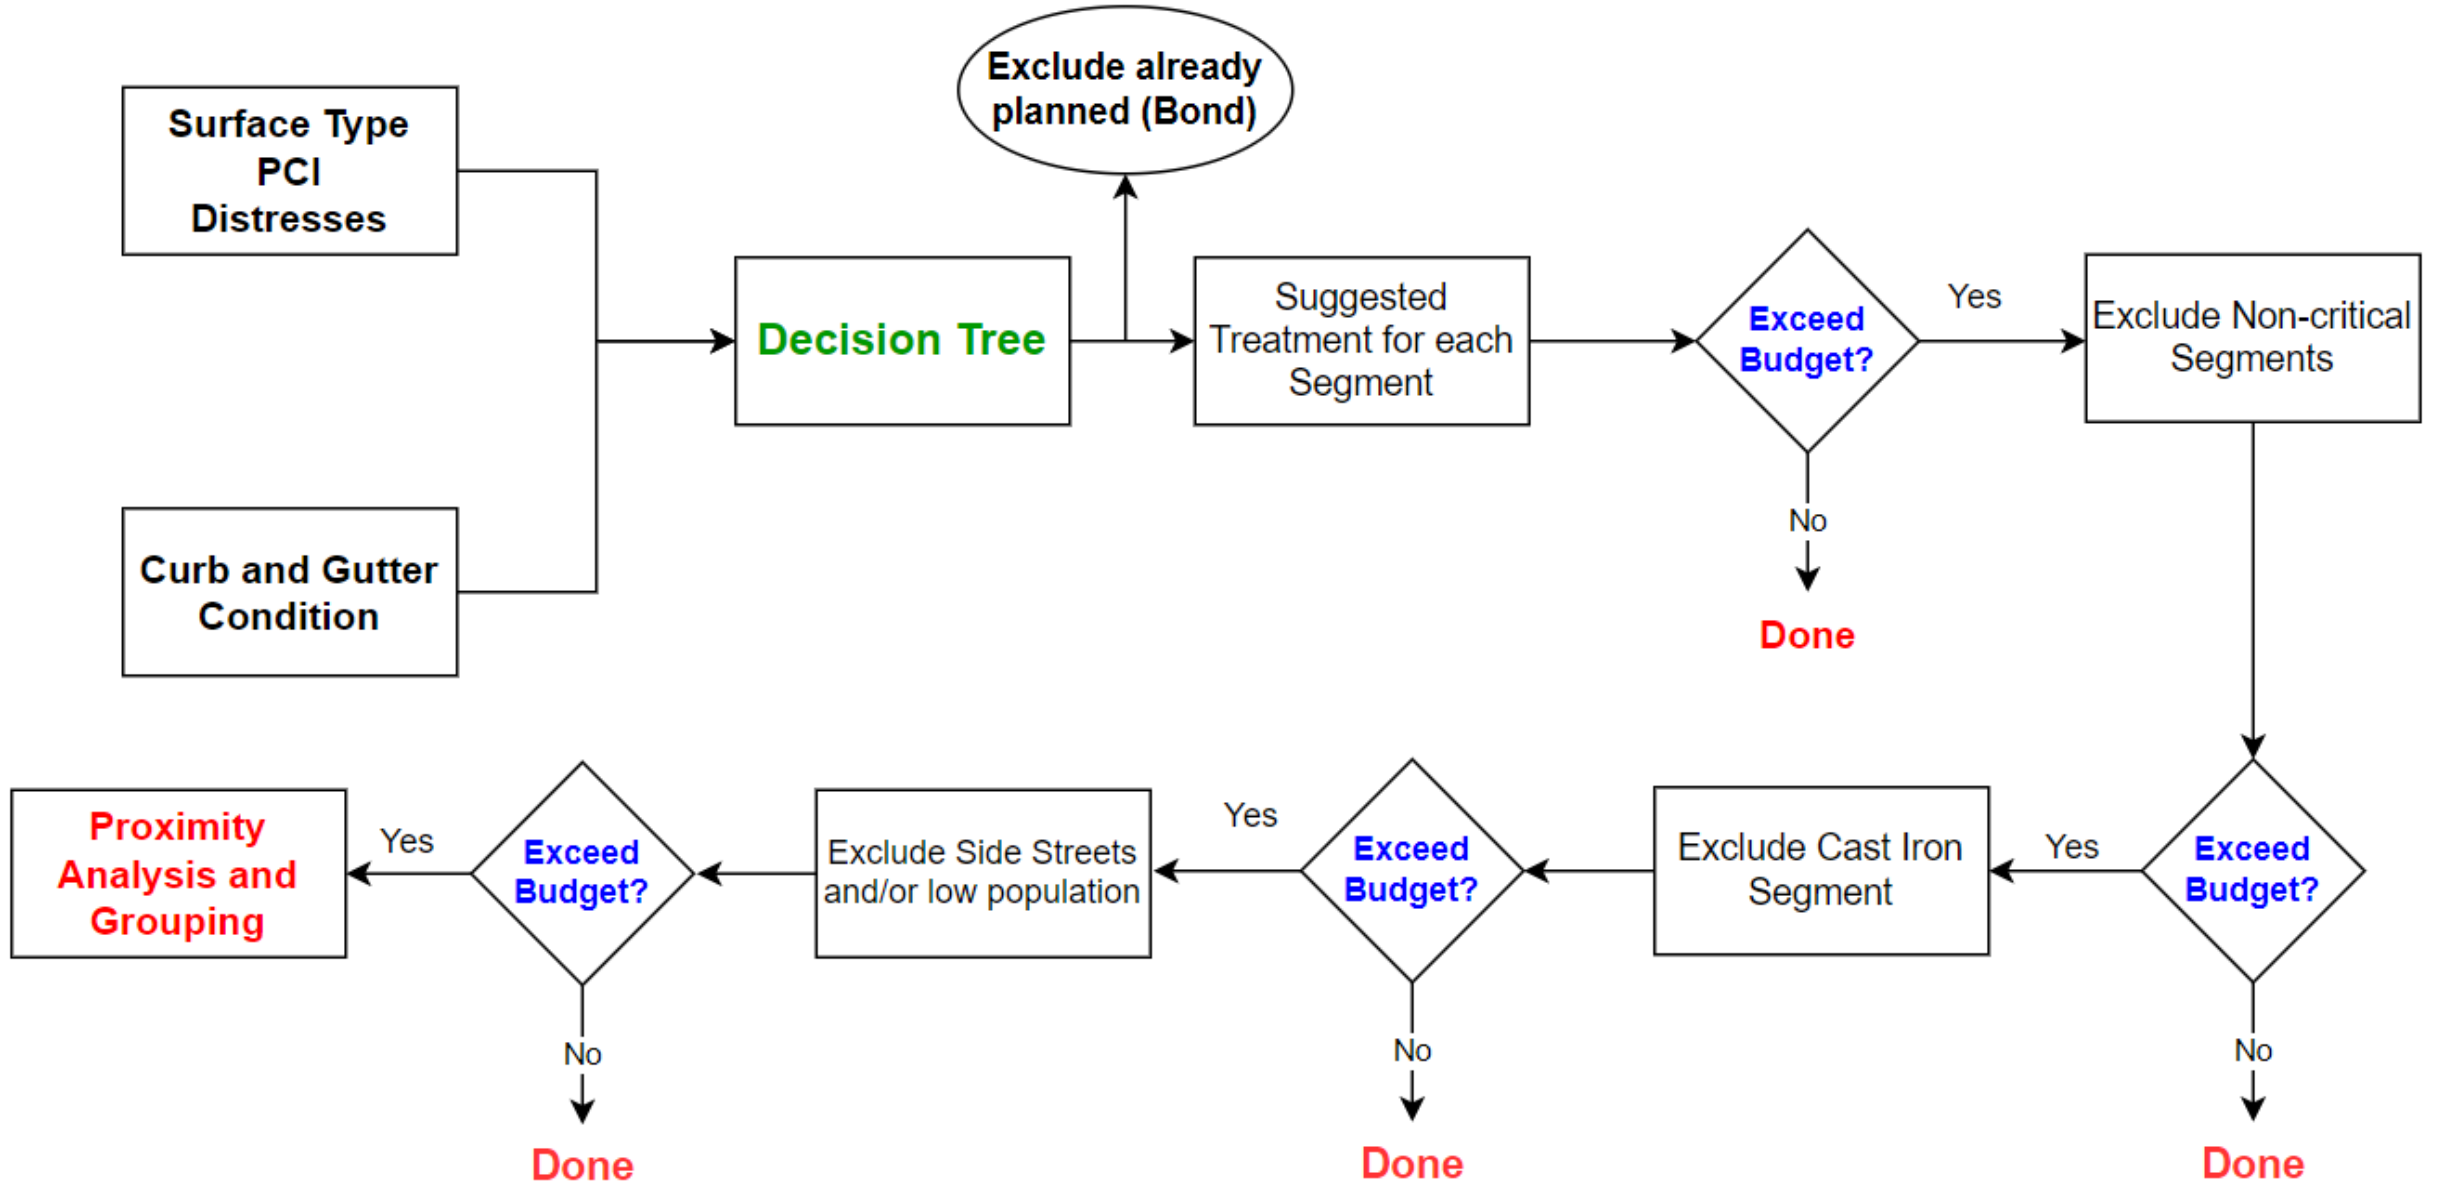 Exclude already
planned (Bond)
Surface Type
PCI
Distresses
Decision Tree
Suggested
Treatment for each
Segment
Exceed
Budget?
Yes
Exclude Non-critical
Segments
No
Done
Curb and Gutter
Condition
Exceed
Budget?
Yes
Exclude Cast Iron
Segment
No
Done
Exceed
Budget?
Yes
Exclude Side Streets
and/or low population
No
Done
Exceed
Budget?
Yes
Proximity
Analysis and
Grouping
No
Done